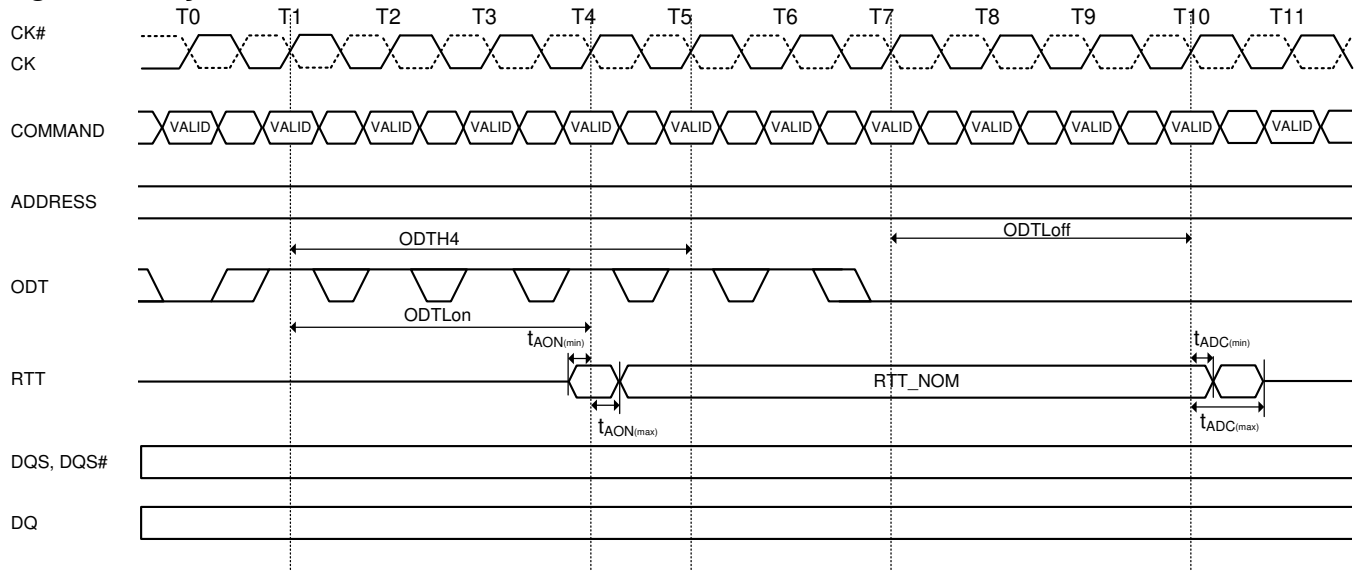 T0 T1 T2 T3 T4 T5 T6 T7 T8 T9 T10 T11
CK#
CK
COMMAND VALID VALID VALID VALID VALID VALID VALID VALID VALID VALID VALID VALID
ADDRESS
ODTH4 ODTLoff
ODT
ODTLon
tAON(min) tADC(min)
RTT RTT_NOM
tAON(max) tADC(max)
DQS, DQS#
DQ